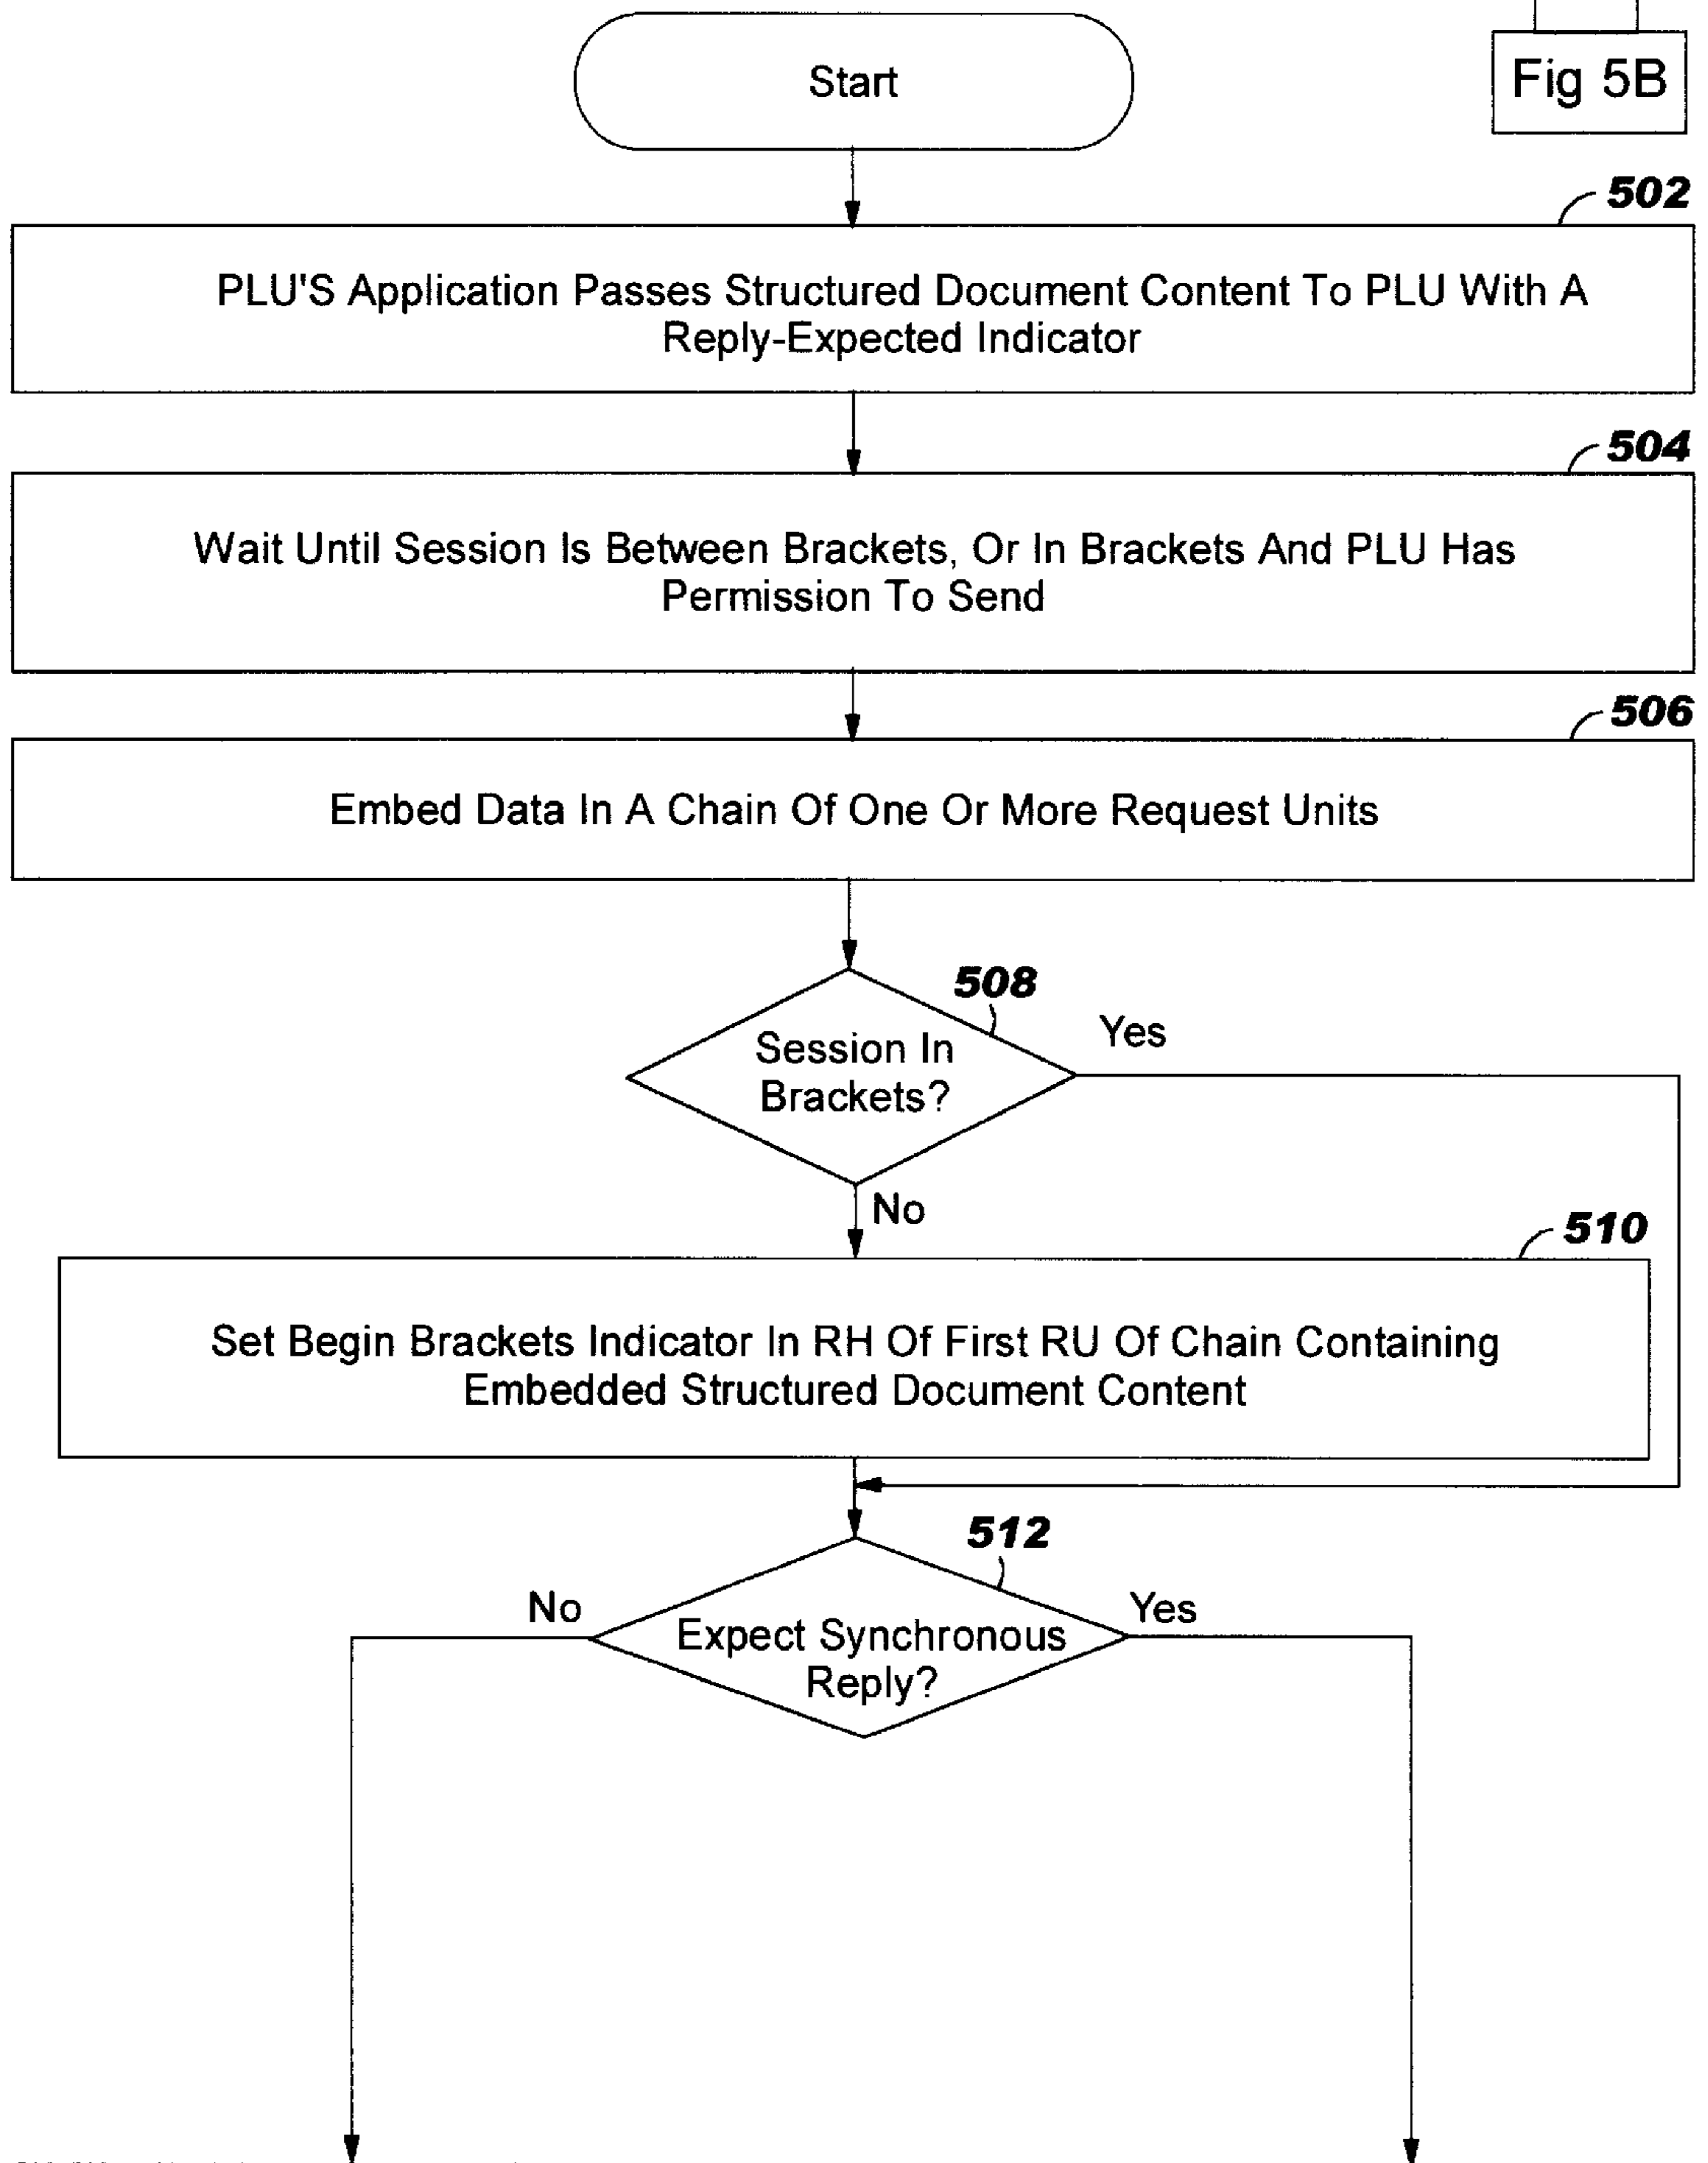 Start
Fig 5B
502
PLU'S Application Passes Structured Document Content To PLU With A
Reply-Expected Indicator
504
Wait Until Session Is Between Brackets, Or In Brackets And PLU Has
Permission To Send
506
Embed Data In A Chain Of One Or More Request Units
508
Session In
Brackets?
Yes
No
510
Set Begin Brackets Indicator In RH Of First RU Of Chain Containing
Embedded Structured Document Content
512
No
Expect Synchronous
Reply?
Yes